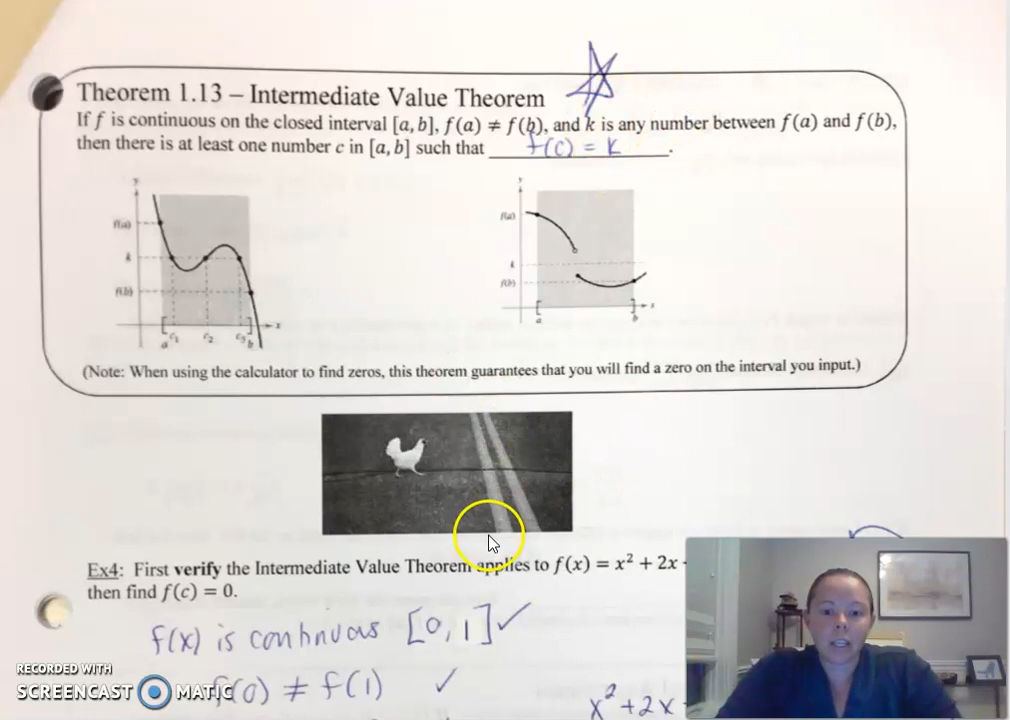 Theorem 1.13 – Intermediate Value Theorem
If f is continuous on the closed interval [a, b], f(a) ≠ f(b), and k is any number between f(a) and f(b),
then there is at least one number c in [a, b] such that f(c) = k.
y y
f(a) f(a)
k k
f(b) f(b)
x x
a c₁ c₂ c₃ b a b
(Note: When using the calculator to find zeros, this theorem guarantees that you will find a zero on the interval you input.)
Ex4: First verify the Intermediate Value Theorem applies to f(x) = x² + 2x
then find f(c) = 0.
f(x) is continuous [0,1] ✓
f(0) ≠ f(1) ✓
x² + 2x
RECORDED WITH
SCREENCAST MATIC